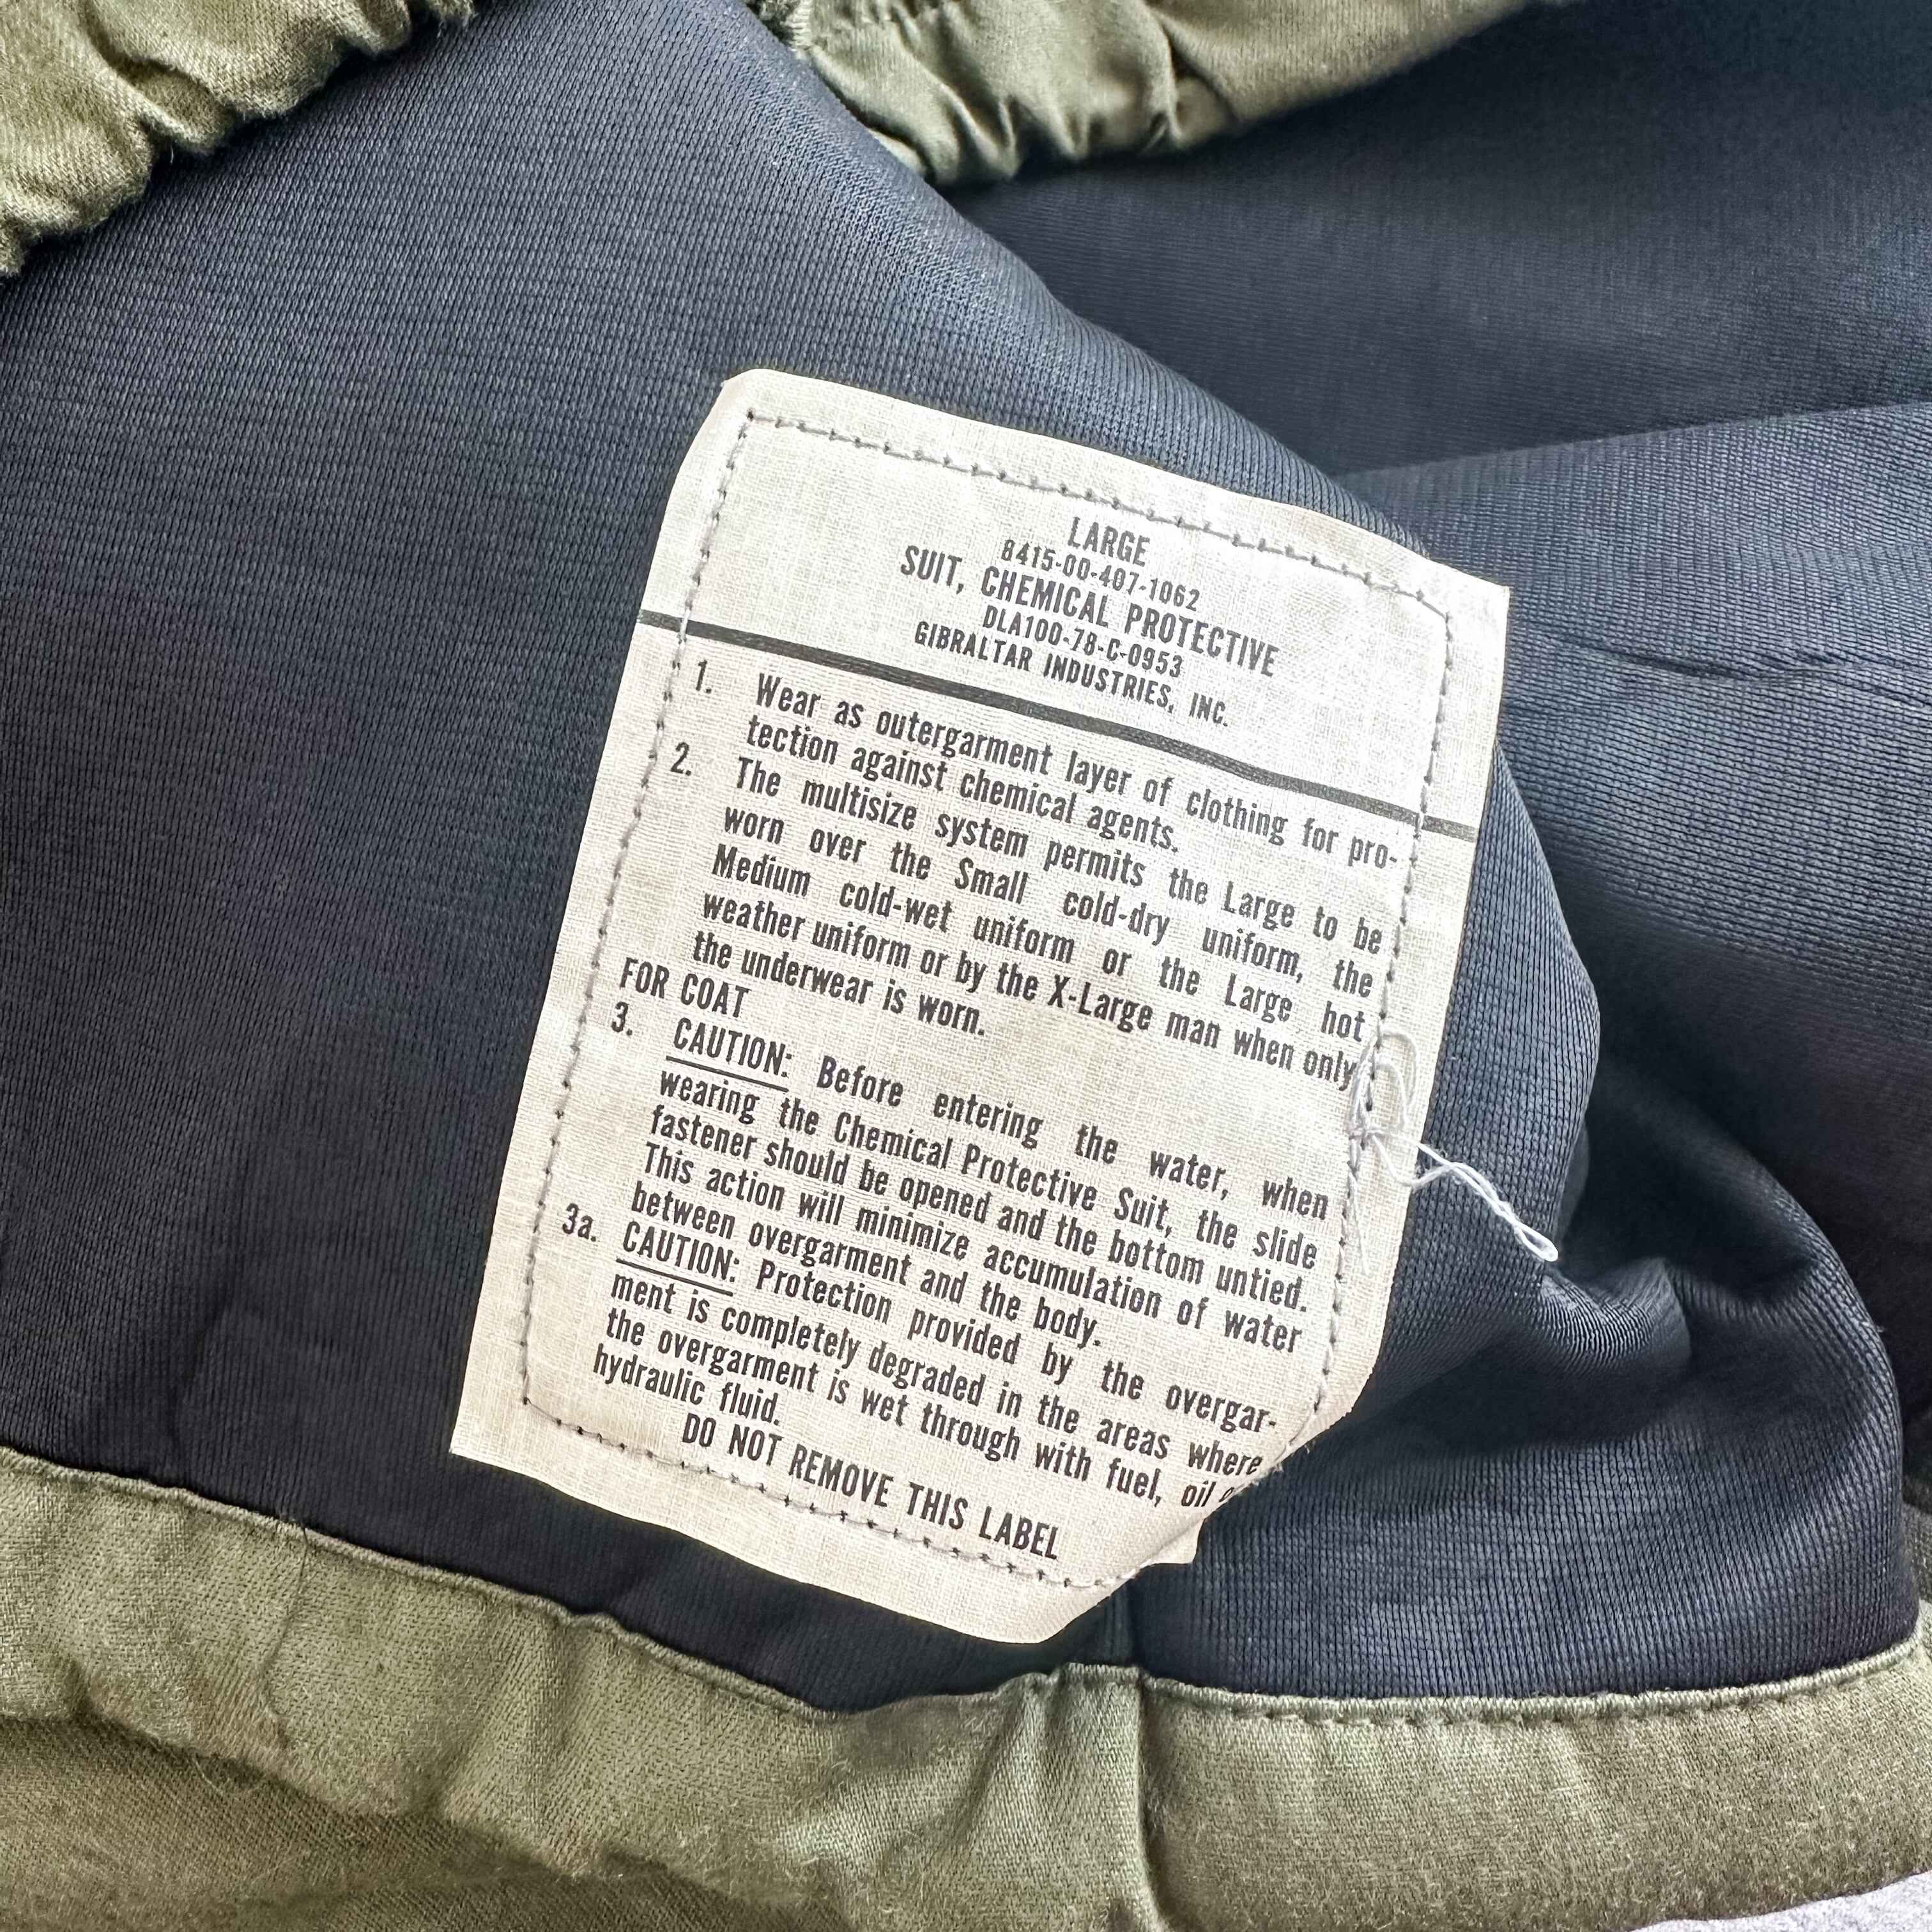 LARGE
8415-00-407-1062
SUIT, CHEMICAL PROTECTIVE
DLA100-78-C-0953
GIBRALTAR INDUSTRIES, INC.
1. Wear as outergarment layer of clothing for pro-
tection against chemical agents.
2. The multisize system permits the Large to be
worn over the Small cold-dry uniform, the
Medium cold-wet uniform or the Large hot
weather uniform or by the X-Large man when only
the underwear is worn.
FOR COAT
3. CAUTION: Before entering the water, when
wearing the Chemical Protective Suit, the slide
fastener should be opened and the bottom untied.
This action will minimize accumulation of water
between overgarment and the body.
3a. CAUTION: Protection provided by the overgar-
ment is completely degraded in the areas where
the overgarment is wet through with fuel, oil
hydraulic fluid.
DO NOT REMOVE THIS LABEL